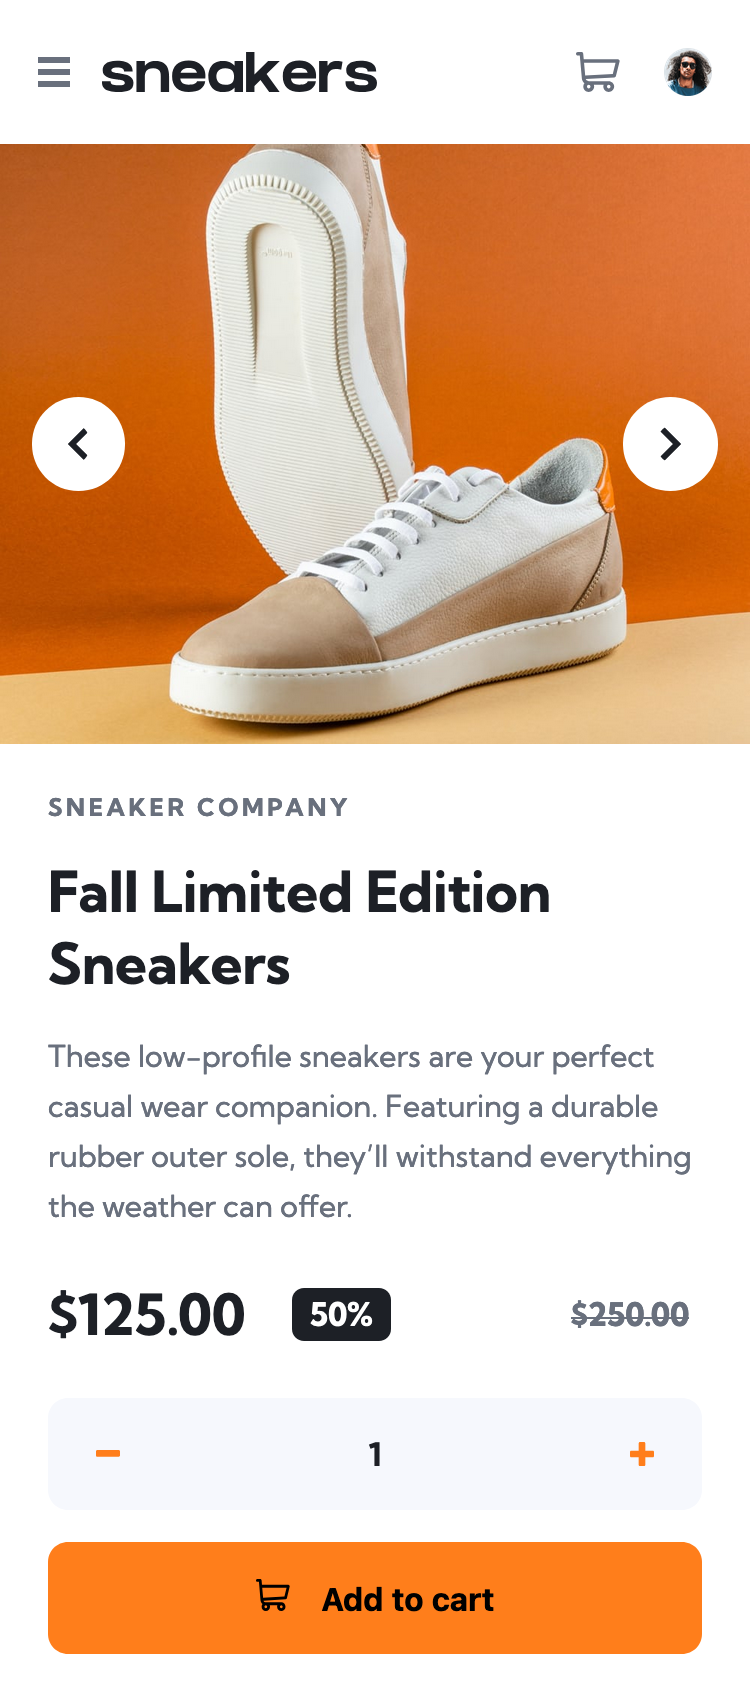 sneakers
SNEAKER COMPANY
Fall Limited Edition
Sneakers
These low-profile sneakers are your perfect
casual wear companion. Featuring a durable
rubber outer sole, they’ll withstand everything
the weather can offer.
$125.00 50% $250.00
− 1 +
Add to cart